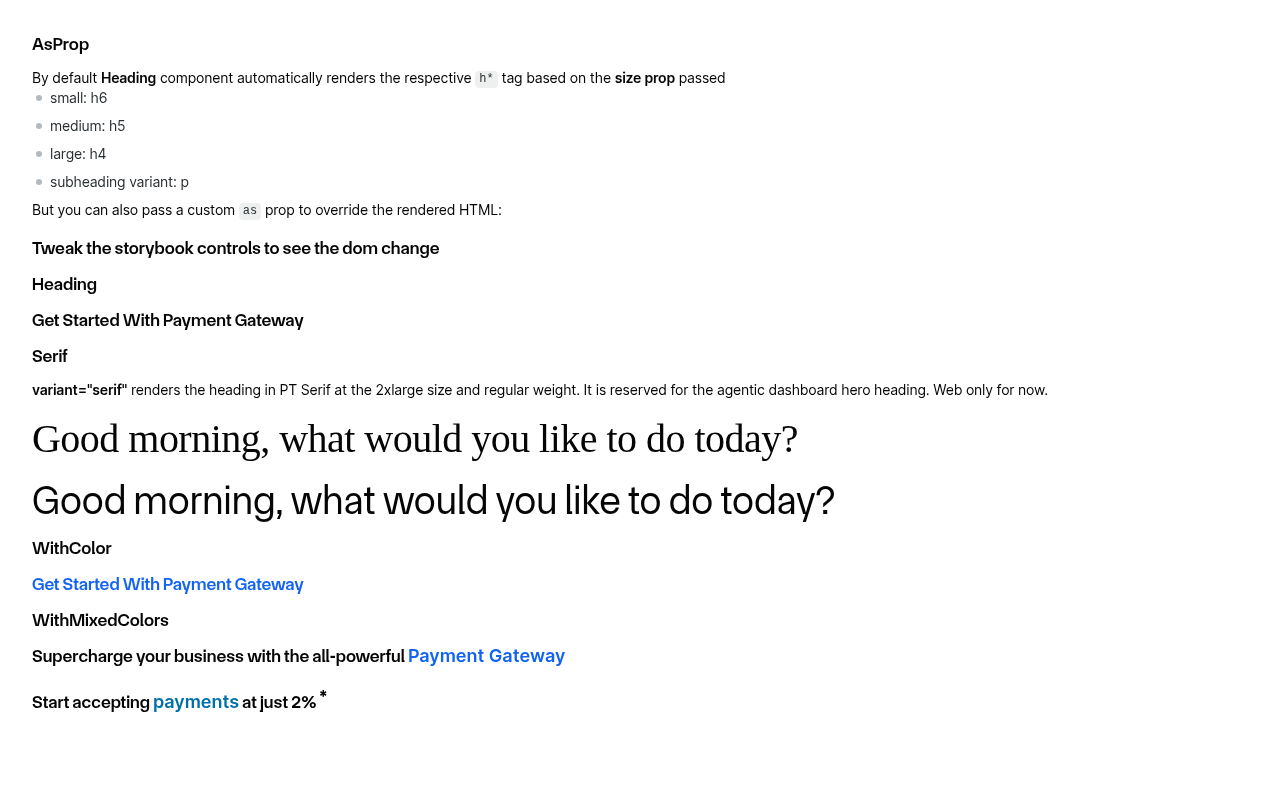 AsProp
By default Heading component automatically renders the respective h* tag based on the size prop passed
small: h6
medium: h5
large: h4
subheading variant: p
But you can also pass a custom as prop to override the rendered HTML:
Tweak the storybook controls to see the dom change
Heading
Get Started With Payment Gateway
Serif
variant="serif" renders the heading in PT Serif at the 2xlarge size and regular weight. It is reserved for the agentic dashboard hero heading. Web only for now.
Good morning, what would you like to do today?
Good morning, what would you like to do today?
WithColor
Get Started With Payment Gateway
WithMixedColors
Supercharge your business with the all-powerful Payment Gateway
Start accepting payments at just 2% *